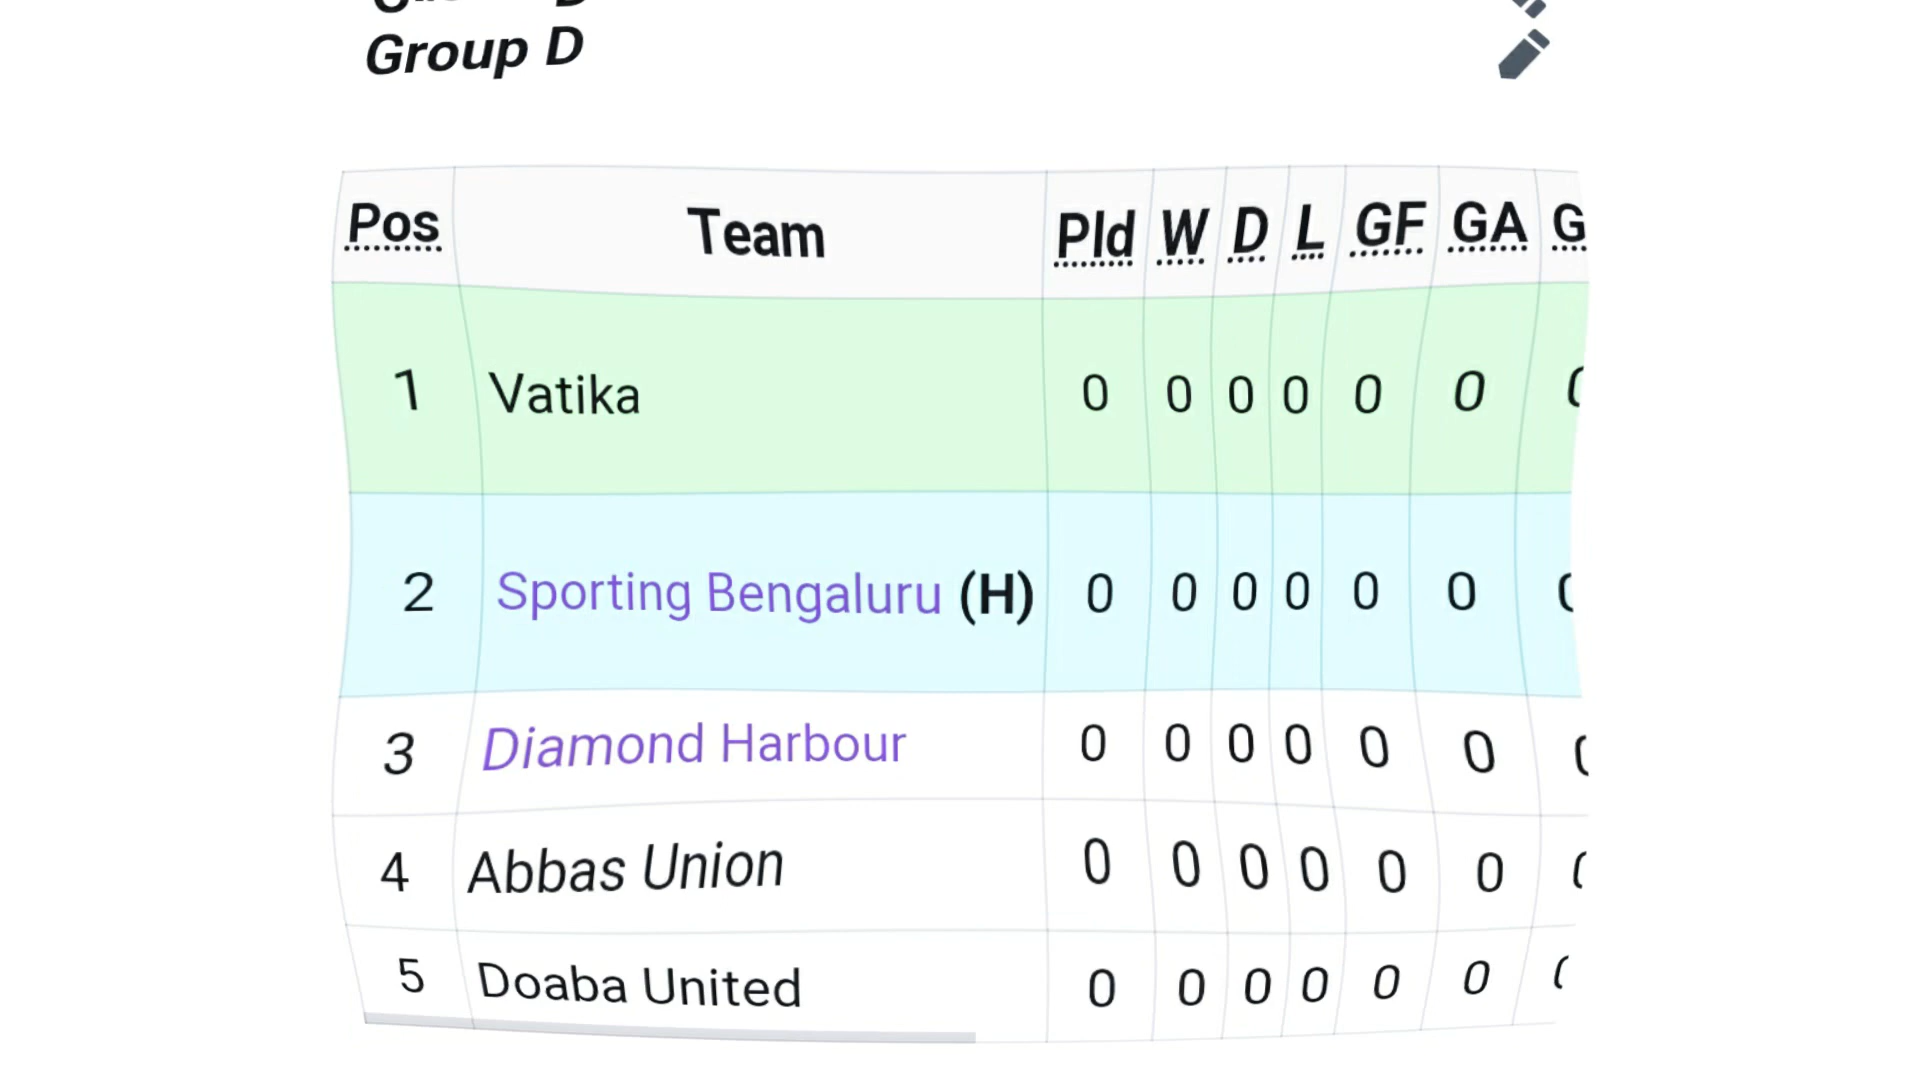 Group D
Pos Team Pld W D L GF GA G
1 Vatika 0 0 0 0 0 0
2 Sporting Bengaluru (H) 0 0 0 0 0 0
3 Diamond Harbour 0 0 0 0 0 0
4 Abbas Union 0 0 0 0 0 0
5 Doaba United 0 0 0 0 0 0